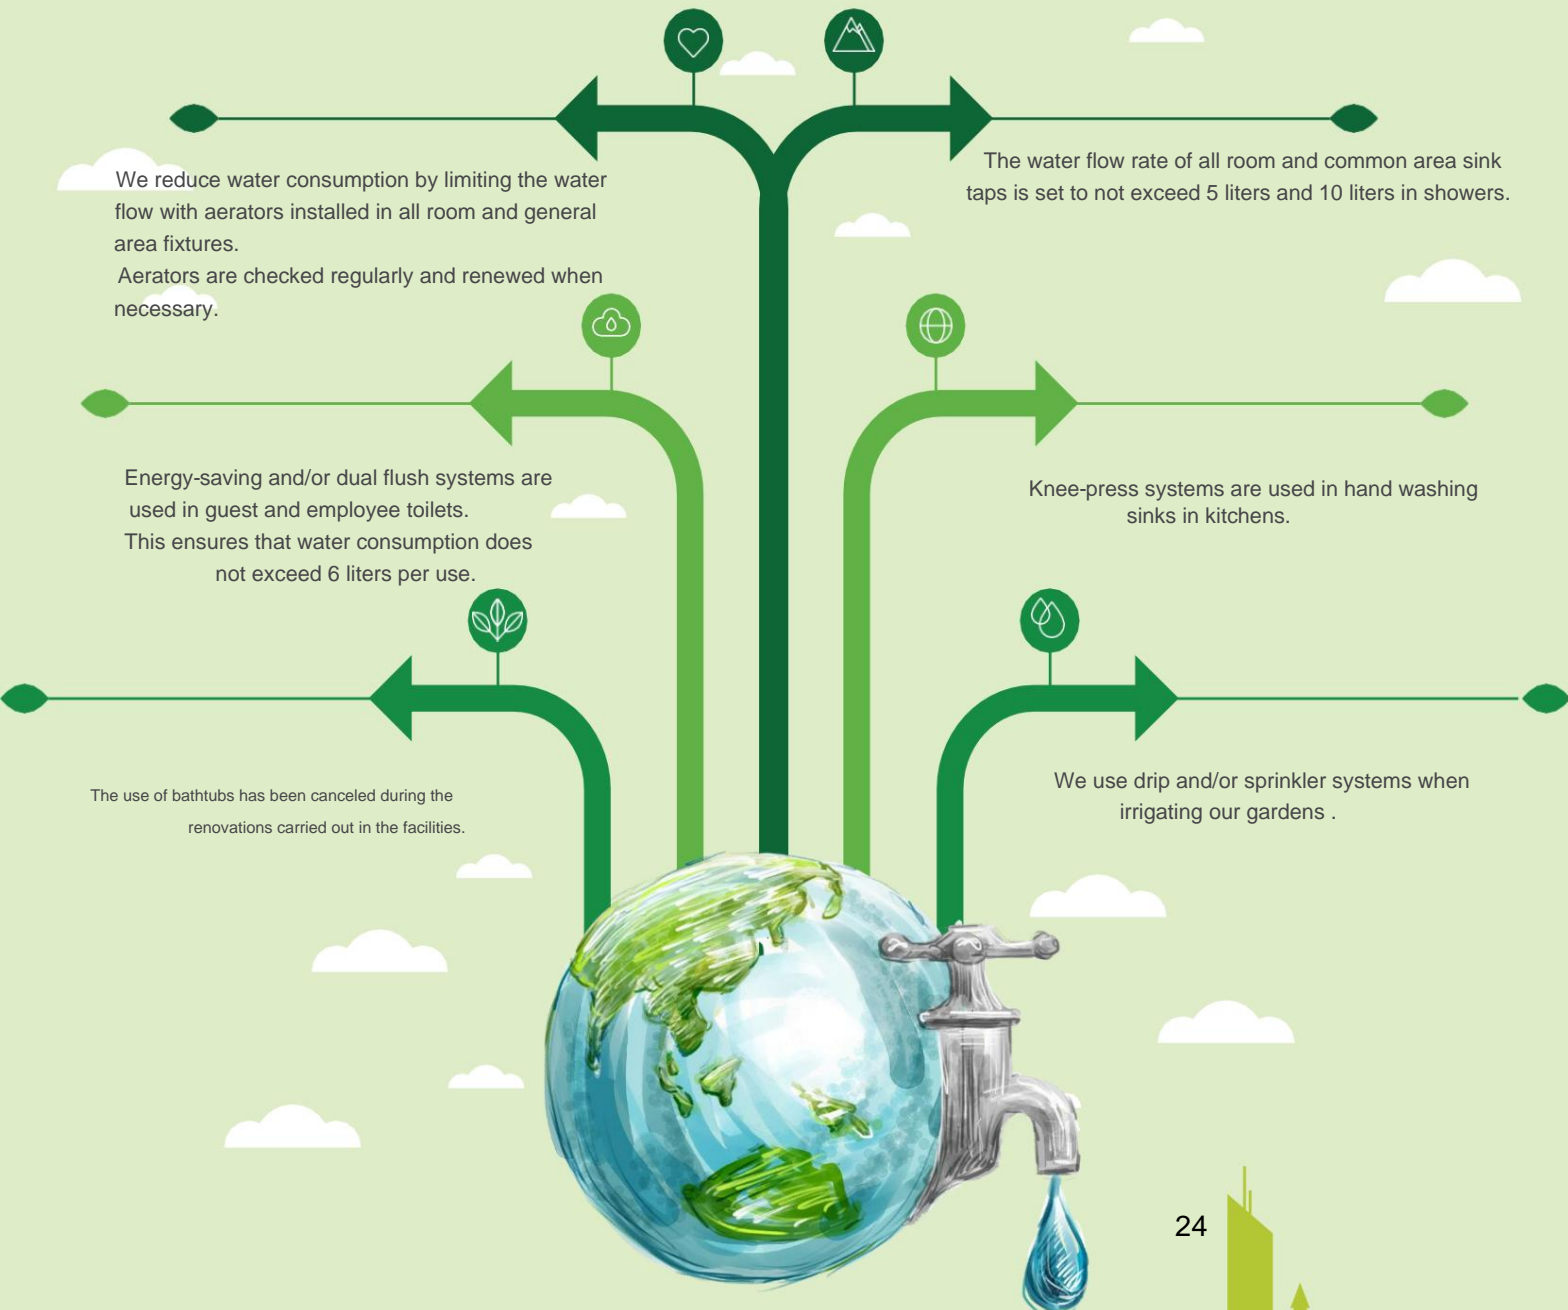 We reduce water consumption by limiting the water
flow with aerators installed in all room and general
area fixtures.
Aerators are checked regularly and renewed when
necessary.
The water flow rate of all room and common area sink
taps is set to not exceed 5 liters and 10 liters in showers.
Energy-saving and/or dual flush systems are
used in guest and employee toilets.
This ensures that water consumption does
not exceed 6 liters per use.
Knee-press systems are used in hand washing
sinks in kitchens.
The use of bathtubs has been canceled during the
renovations carried out in the facilities.
We use drip and/or sprinkler systems when
irrigating our gardens .
24